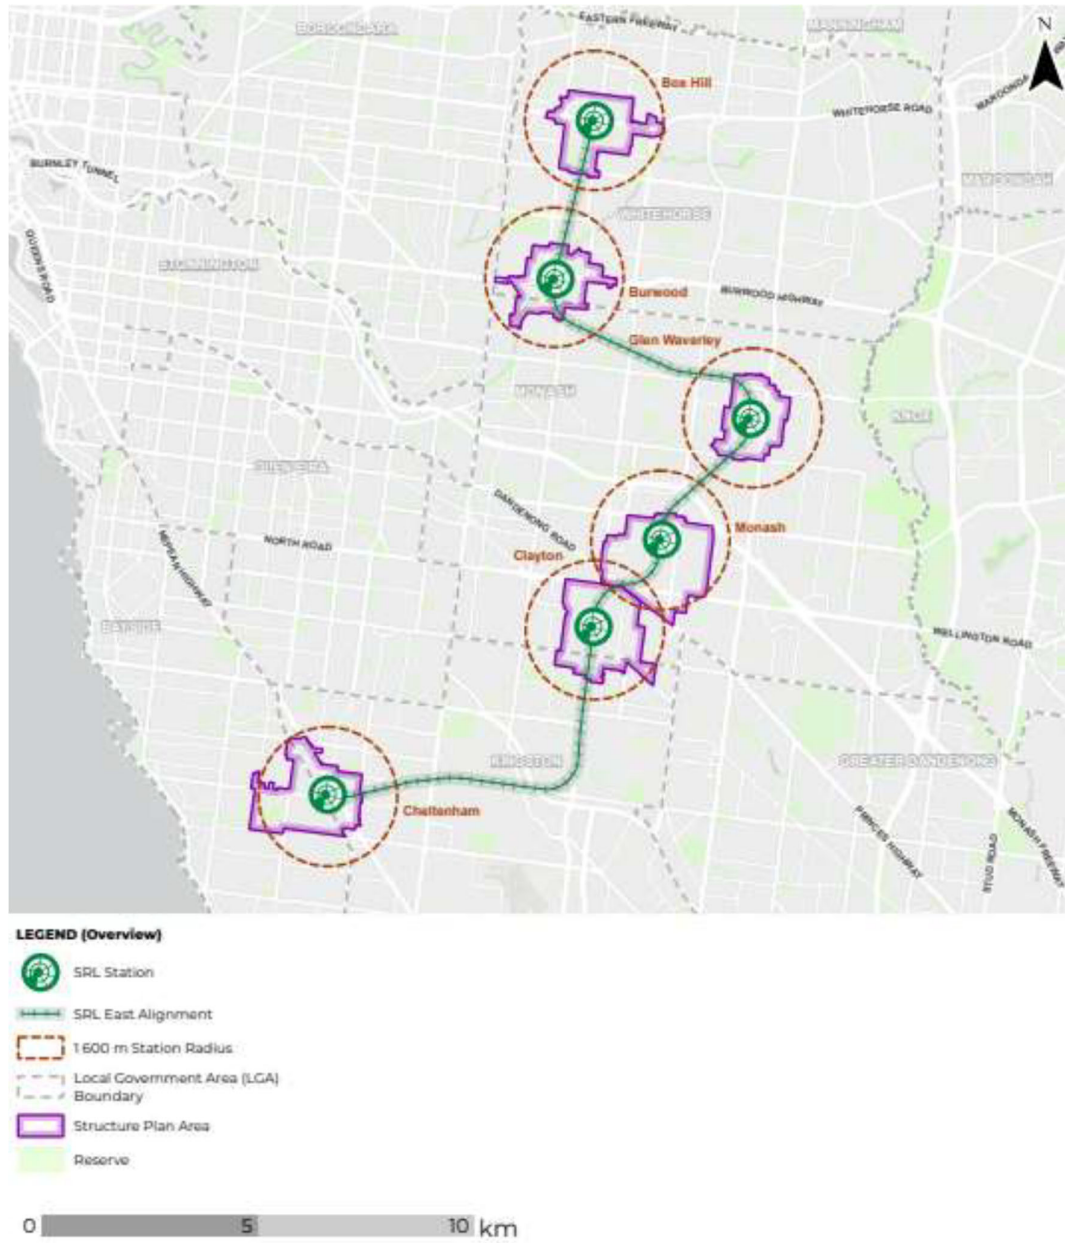 BOROONDARA
EASTERN FREEWAY
MANNINGHAM
N
Box Hill
WHITEHORSE ROAD
BURNLEY TUNNEL
MAROONDAH
WHITEHORSE
QUEENS ROAD
STONNINGTON
Burwood
BURWOOD HIGHWAY
Glen Waverley
MONASH
KNOX
GLEN EIRA
DANDENONG ROAD
Monash
NORTH ROAD
Clayton
NEPEAN HIGHWAY
BAYSIDE
WELLINGTON ROAD
KINGSTON
GREATER DANDENONG
Cheltenham
PRINCES HIGHWAY
STUD ROAD
MONASH FREEWAY
LEGEND (Overview)
SRL Station
SRL East Alignment
1 600 m Station Radius
Local Government Area (LGA)
Boundary
Structure Plan Area
Reserve
0 5 10 km